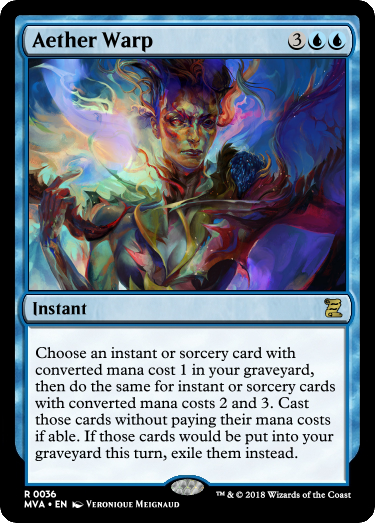 Aether Warp 3
Instant
Choose an instant or sorcery card with
converted mana cost 1 in your graveyard,
then do the same for instant or sorcery cards
with converted mana costs 2 and 3. Cast
those cards without paying their mana costs
if able. If those cards would be put into your
graveyard this turn, exile them instead.
R 0036
MVA • EN Veronique Meignaud
™ & © 2018 Wizards of the Coast